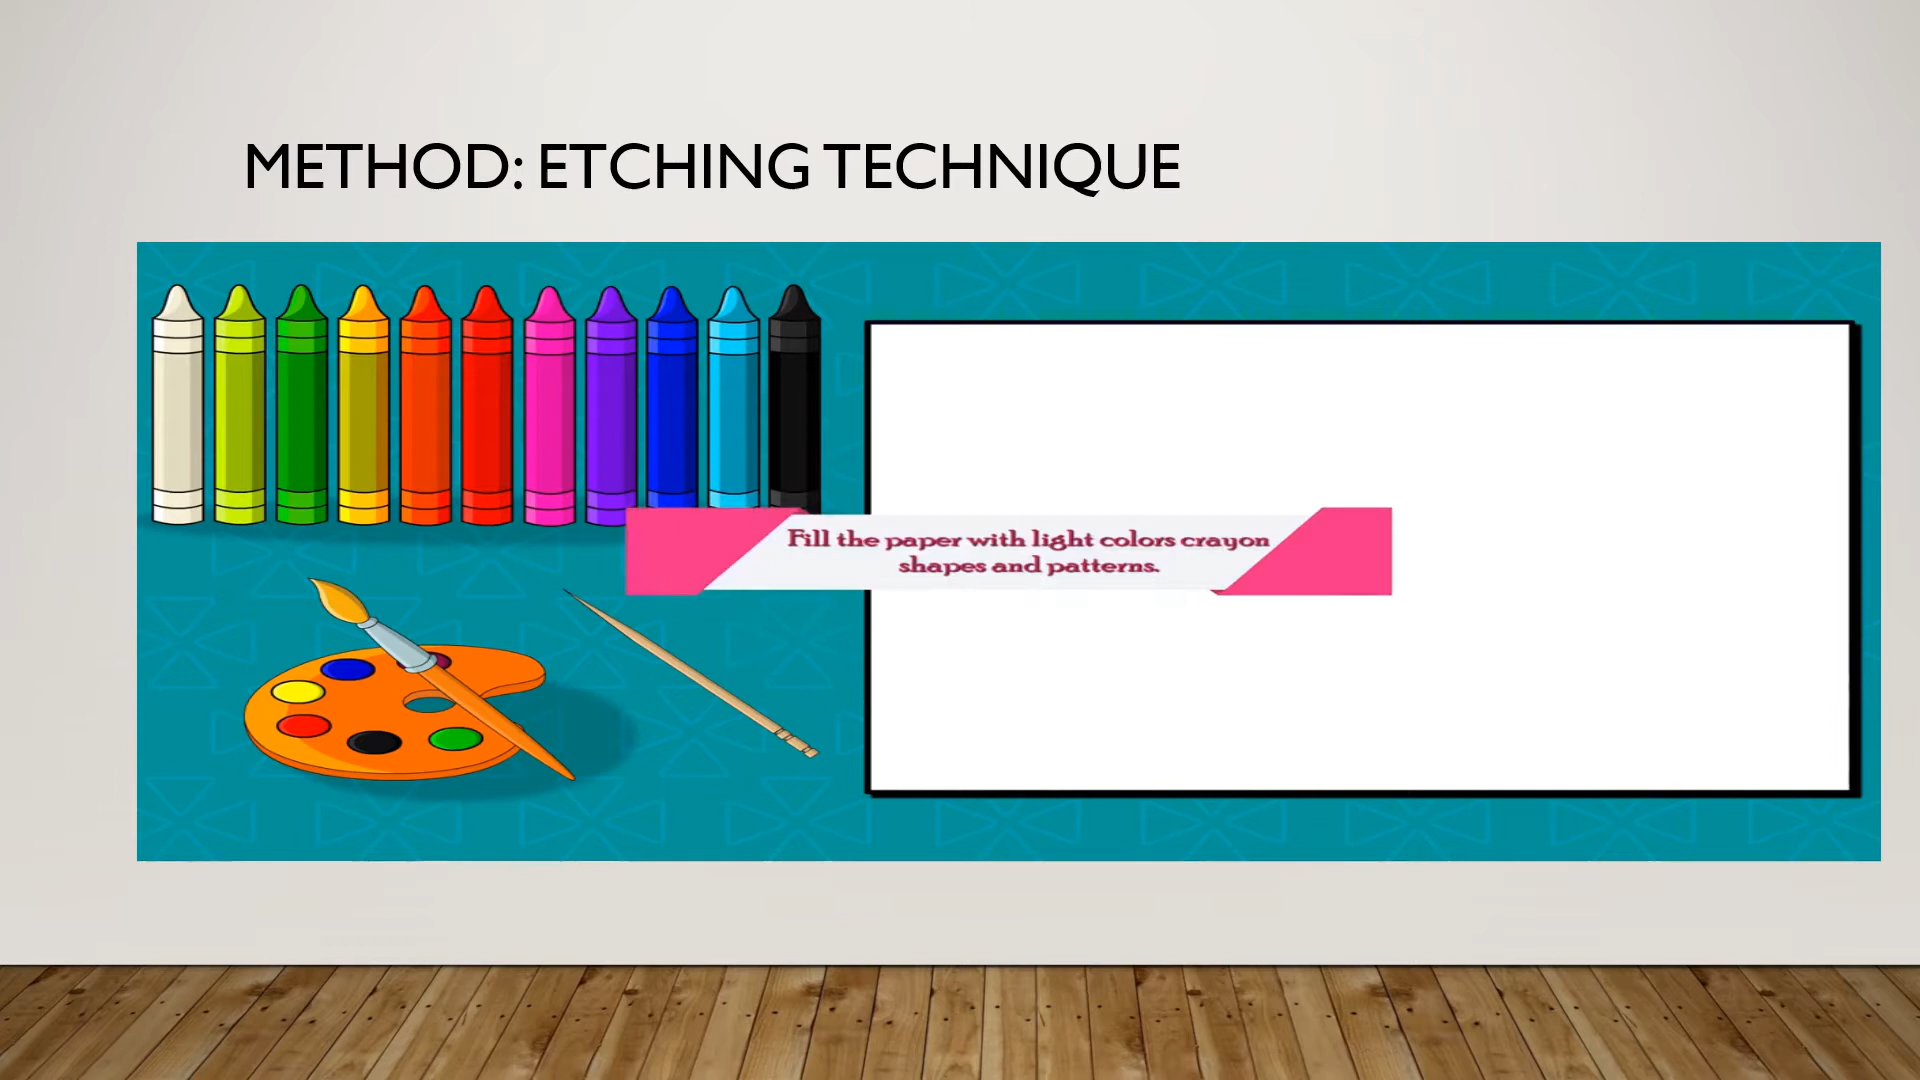 METHOD: ETCHING TECHNIQUE
Fill the paper with light colors crayon
shapes and patterns.